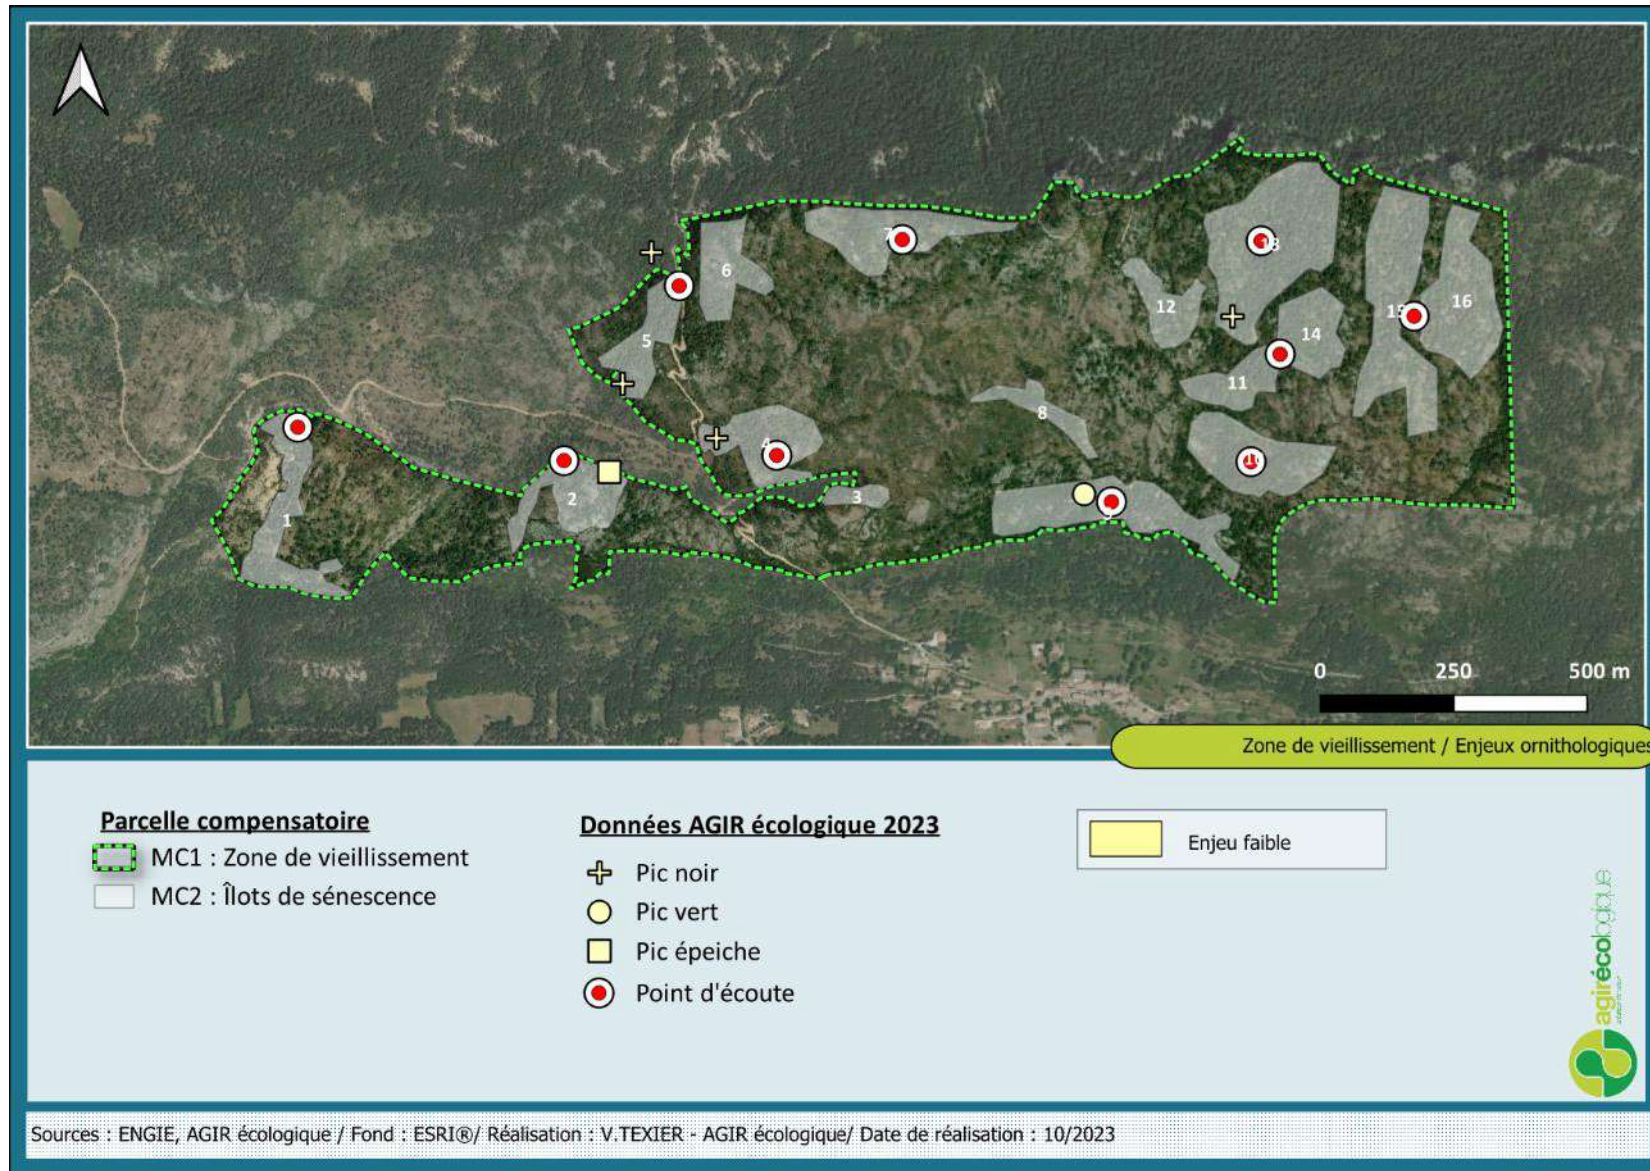 7
6
13
12
15
16
5
14
11
8
4
10
3
2
1
0 250 500 m
Zone de vieillissement / Enjeux ornithologiques
Parcelle compensatoire
MC1 : Zone de vieillissement
MC2 : Îlots de sénescence
Données AGIR écologique 2023
Pic noir
Pic vert
Pic épeiche
Point d'écoute
Enjeu faible
agirécologique
Sources : ENGIE, AGIR écologique / Fond : ESRI®/ Réalisation : V.TEXIER - AGIR écologique/ Date de réalisation : 10/2023